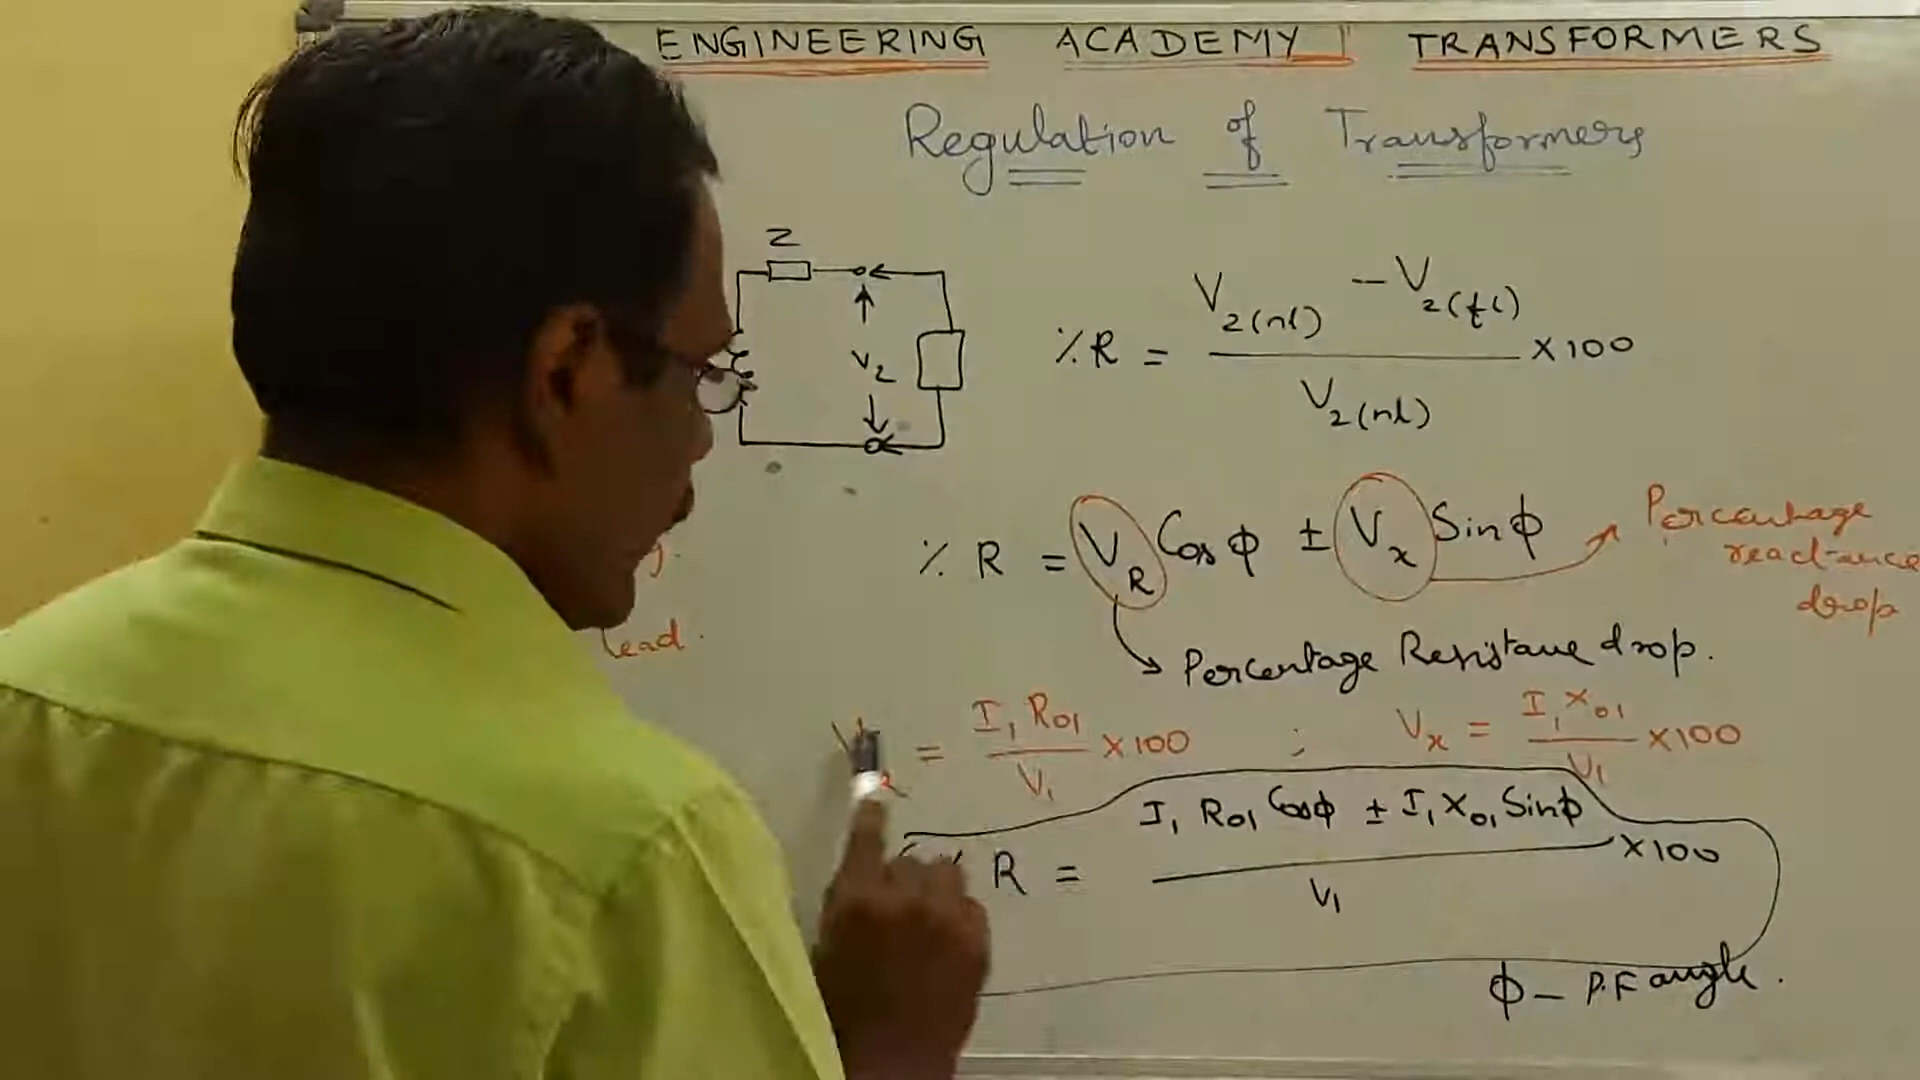 ENGINEERING ACADEMY TRANSFORMERS
Regulation of Transformers
Z
V2
% R = V2(nl) - V2(fl) / V2(nl) × 100
% R = VR Cos ϕ ± Vx Sin ϕ
Percentage
reactance
drop
Percentage Resistance drop.
lead.
= I1 R01 / V1 × 100 ; Vx = I1 X01 / V1 × 100
% R = I1 R01 Cosϕ ± I1 X01 Sinϕ / V1 × 100
ϕ - P.F angle.